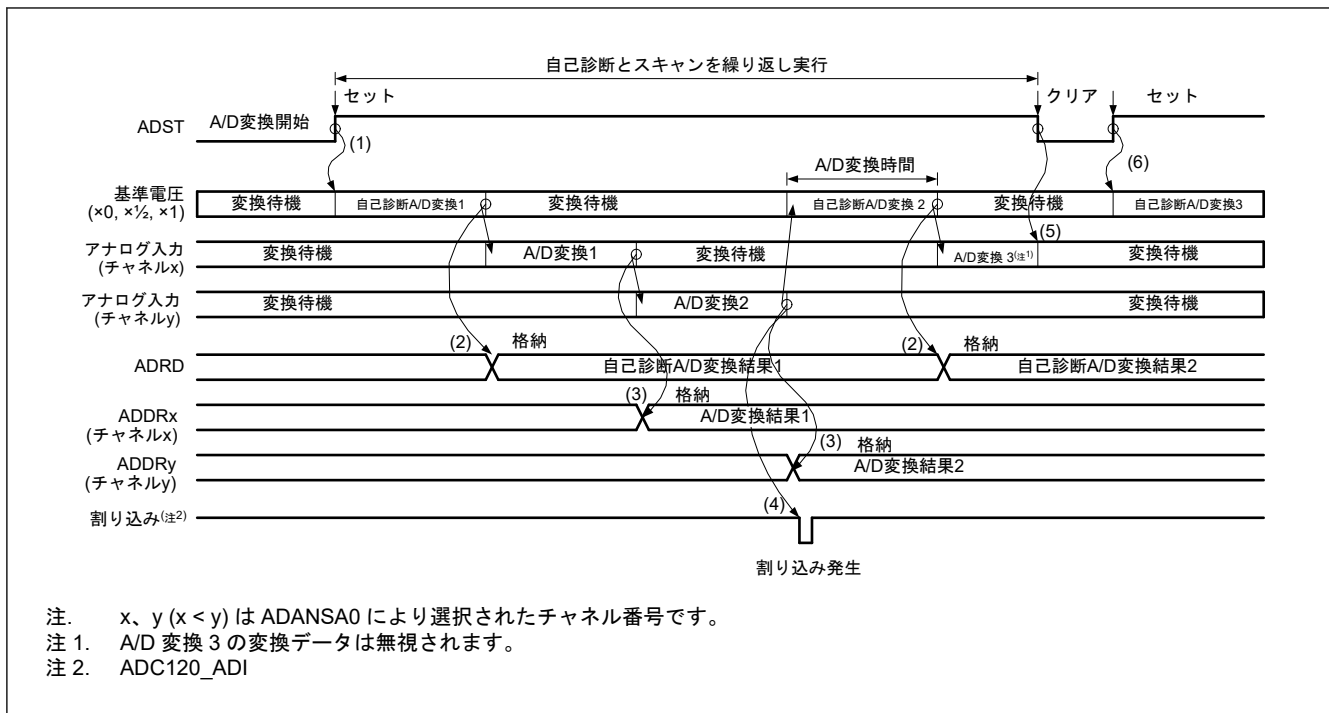 自己診断とスキャンを繰り返し実行
セット
クリア
セット
ADST
A/D変換開始
(1)
(6)
A/D変換時間
基準電圧
(×0, ×½, ×1)
変換待機
自己診断A/D変換1
変換待機
自己診断A/D変換 2
変換待機
自己診断A/D変換3
(5)
アナログ入力
(チャネルx)
変換待機
A/D変換1
変換待機
A/D変換 3(注1)
変換待機
アナログ入力
(チャネルy)
変換待機
A/D変換2
変換待機
ADRD
(2)
格納
自己診断A/D変換結果1
(2)
格納
自己診断A/D変換結果2
ADDRx
(チャネルx)
(3)
格納
A/D変換結果1
ADDRy
(チャネルy)
(3)
格納
A/D変換結果2
割り込み(注2)
(4)
割り込み発生
注. x、y (x < y) は ADANSA0 により選択されたチャネル番号です。
注 1. A/D 変換 3 の変換データは無視されます。
注 2. ADC120_ADI